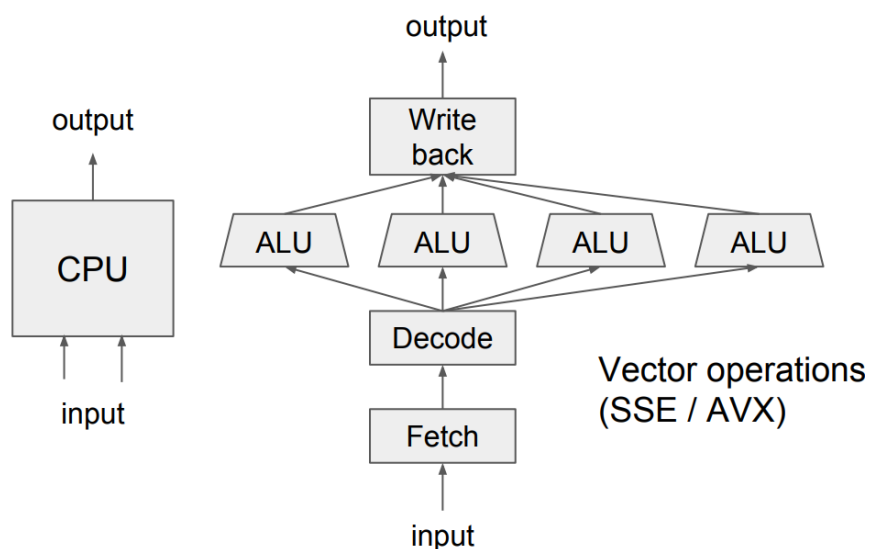 output
CPU
input
output
Write
back
ALU
ALU
ALU
ALU
Decode
Fetch
input
Vector operations
(SSE / AVX)